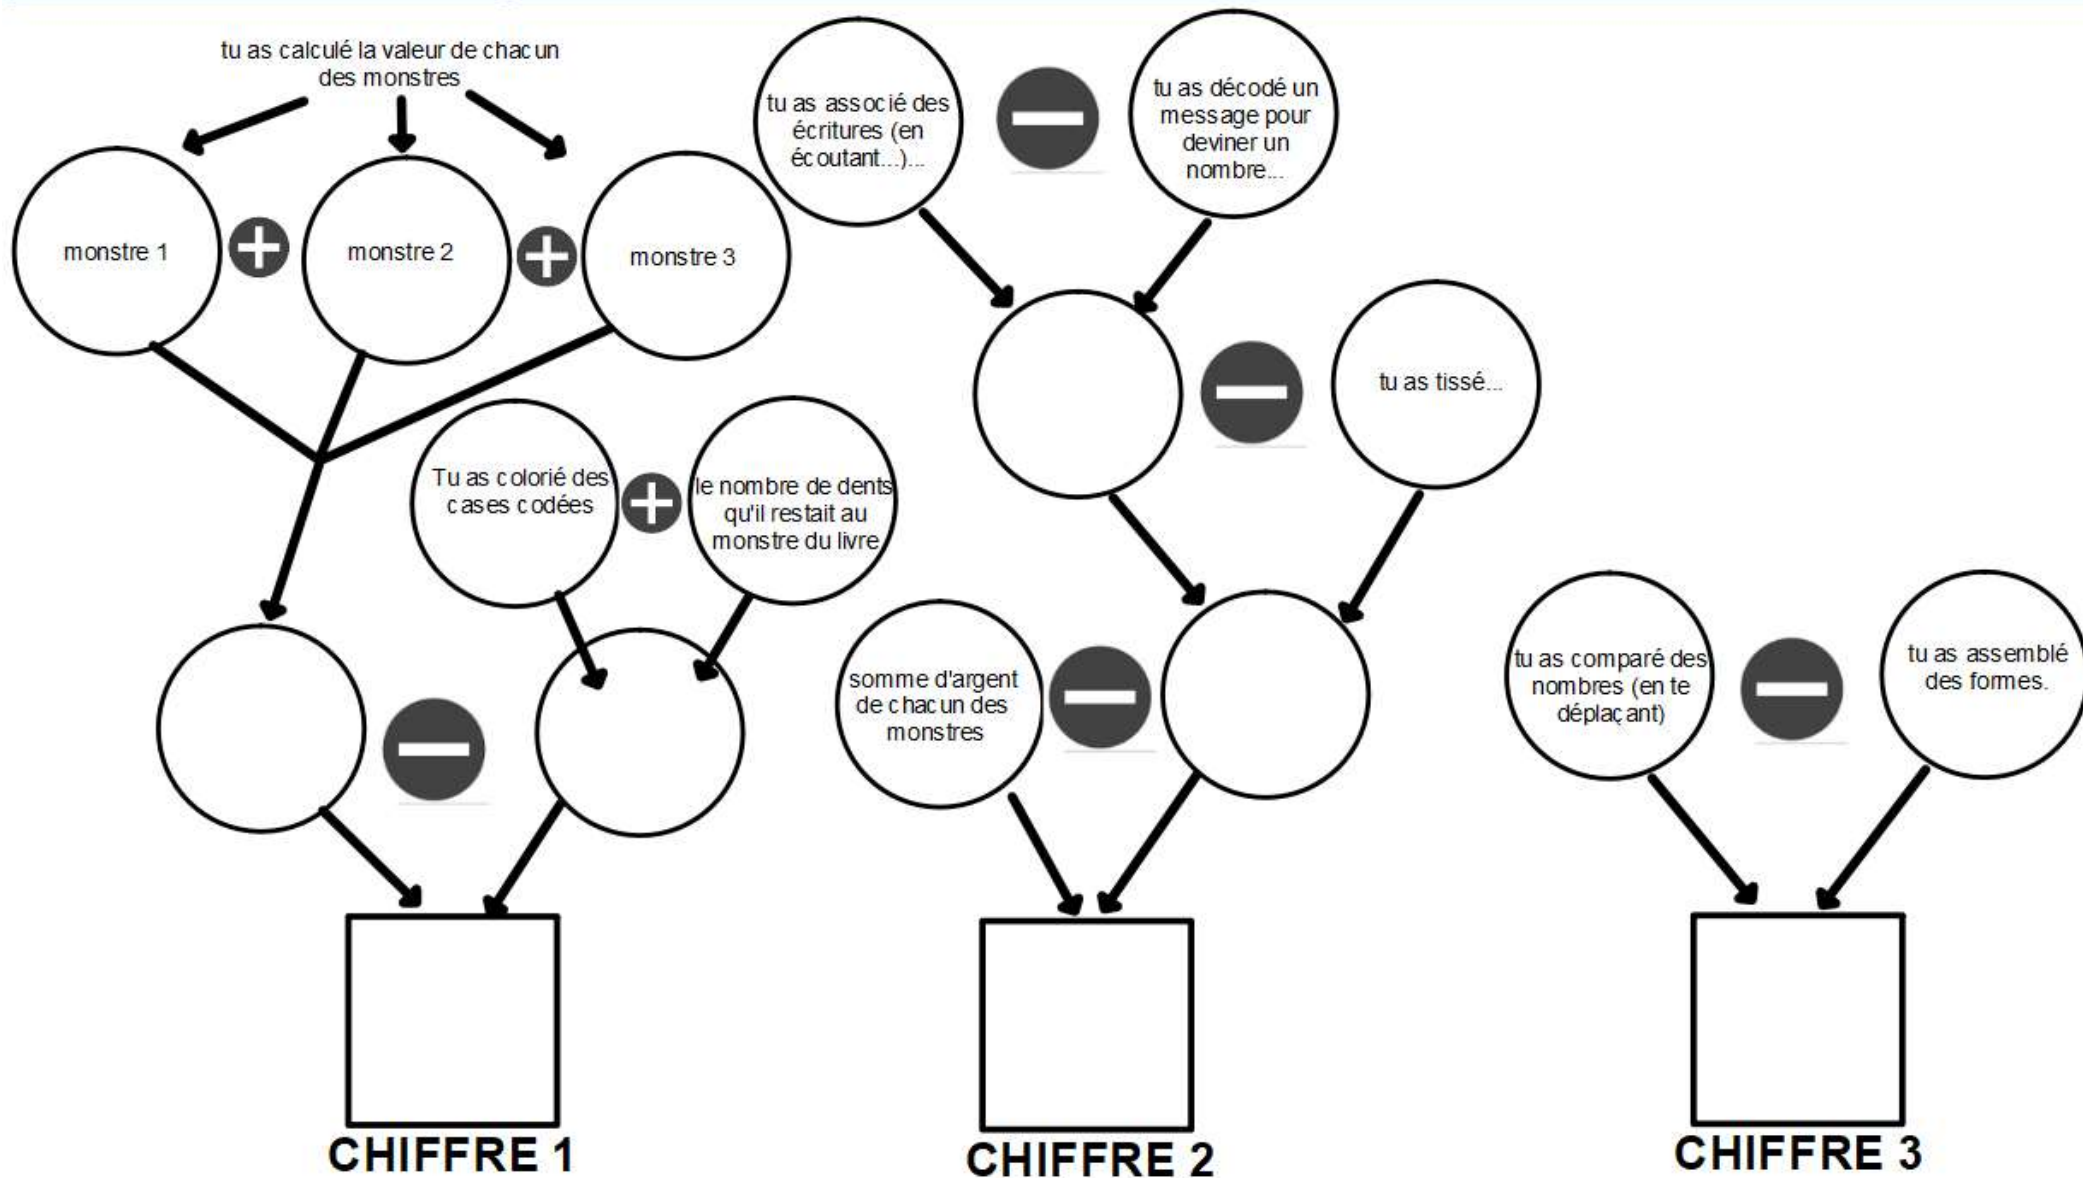 tu as calculé la valeur de chacun
des monstres
monstre 1
monstre 2
monstre 3
tu as associé des
écritures (en
écoutant...)...
tu as décodé un
message pour
deviner un
nombre...
tu as tissé...
Tu as colorié des
cases codées
le nombre de dents
qu'il restait au
monstre du livre
somme d'argent
de chacun des
monstres
tu as comparé des
nombres (en te
déplaçant)
tu as assemblé
des formes.
CHIFFRE 1
CHIFFRE 2
CHIFFRE 3